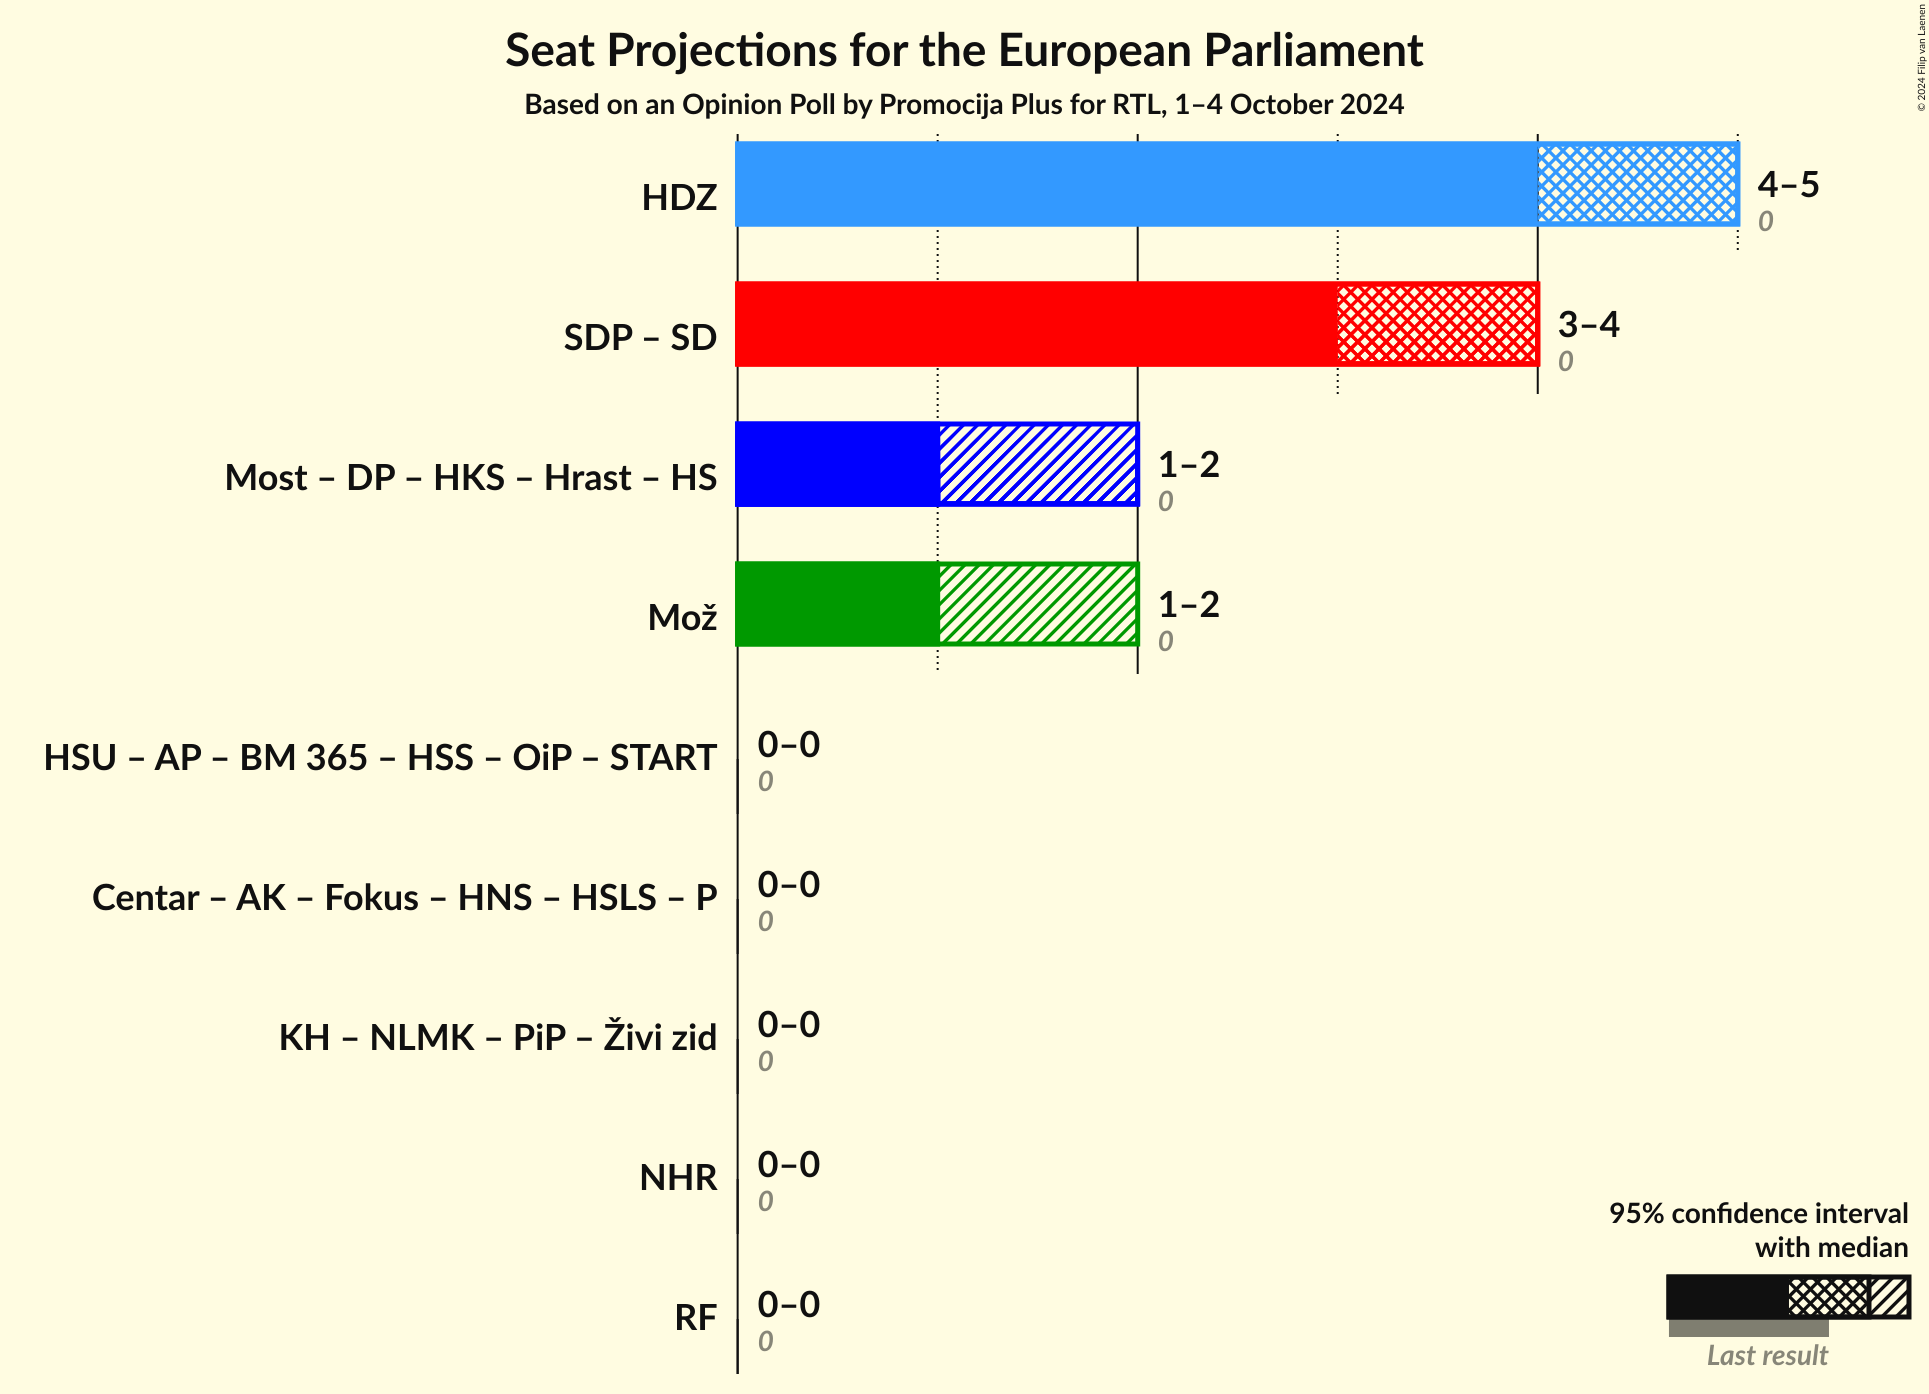 Seat Projections for the European Parliament
Based on an Opinion Poll by Promocija Plus for RTL, 1–4 October 2024
© 2024 Filip van Laenen
HDZ
4–5
0
SDP – SD
3–4
0
Most – DP – HKS – Hrast – HS
1–2
0
Mož
1–2
0
HSU – AP – BM 365 – HSS – OiP – START
0–0
0
Centar – AK – Fokus – HNS – HSLS – P
0–0
0
KH – NLMK – PiP – Živi zid
0–0
0
NHR
0–0
0
RF
0–0
0
95% confidence interval
with median
Last result